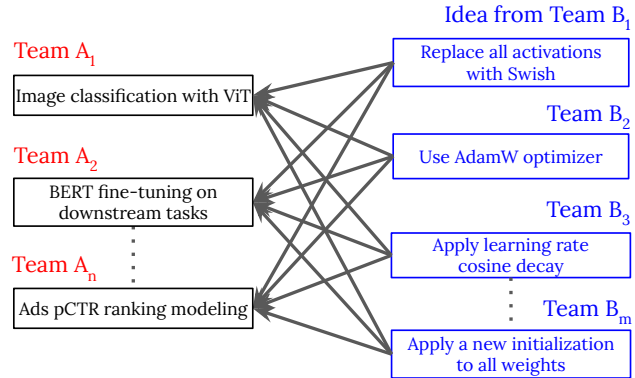 Team A1
Image classification with ViT
Team A2
BERT fine-tuning on
downstream tasks
Team An
Ads pCTR ranking modeling
Idea from Team B1
Replace all activations
with Swish
Team B2
Use AdamW optimizer
Team B3
Apply learning rate
cosine decay
Team Bm
Apply a new initialization
to all weights